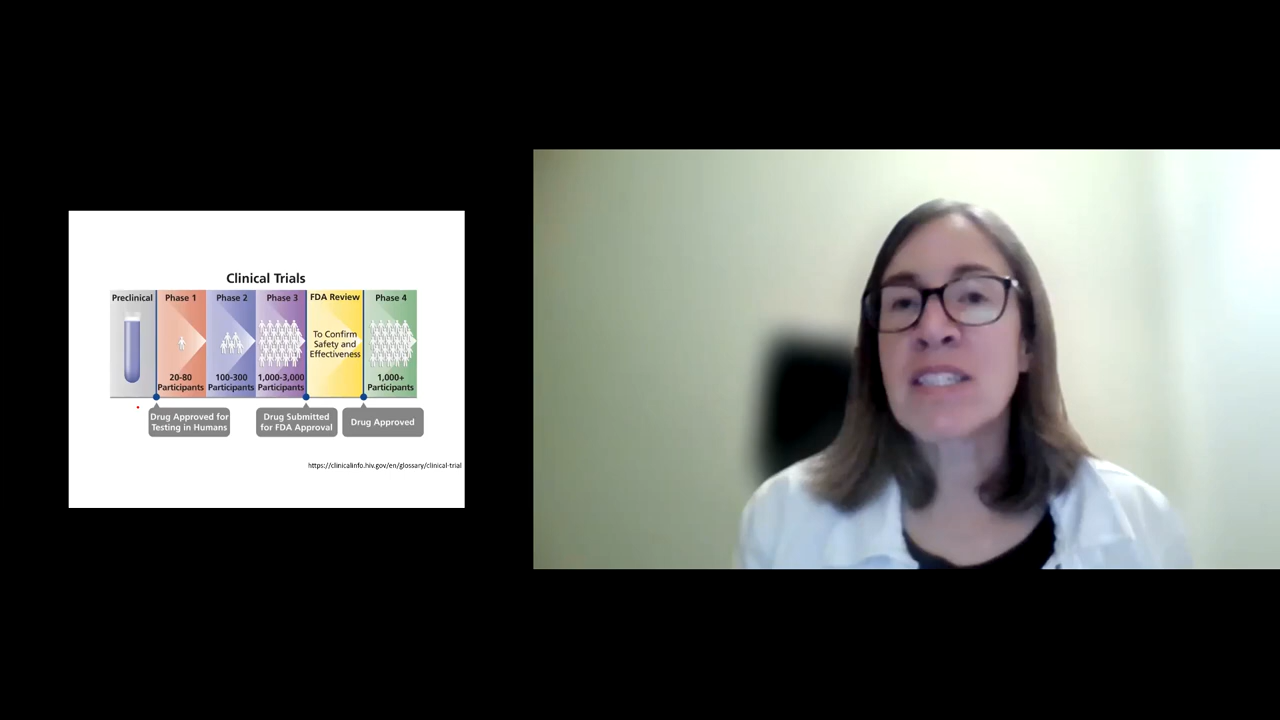 Clinical Trials
Preclinical
Phase 1
Phase 2
Phase 3
FDA Review
Phase 4
To Confirm
Safety and
Effectiveness
20-80
Participants
100-300
Participants
1,000-3,000
Participants
1,000+
Participants
Drug Approved for
Testing in Humans
Drug Submitted
for FDA Approval
Drug Approved
https://clinicalinfo.hiv.gov/en/glossary/clinical-trial